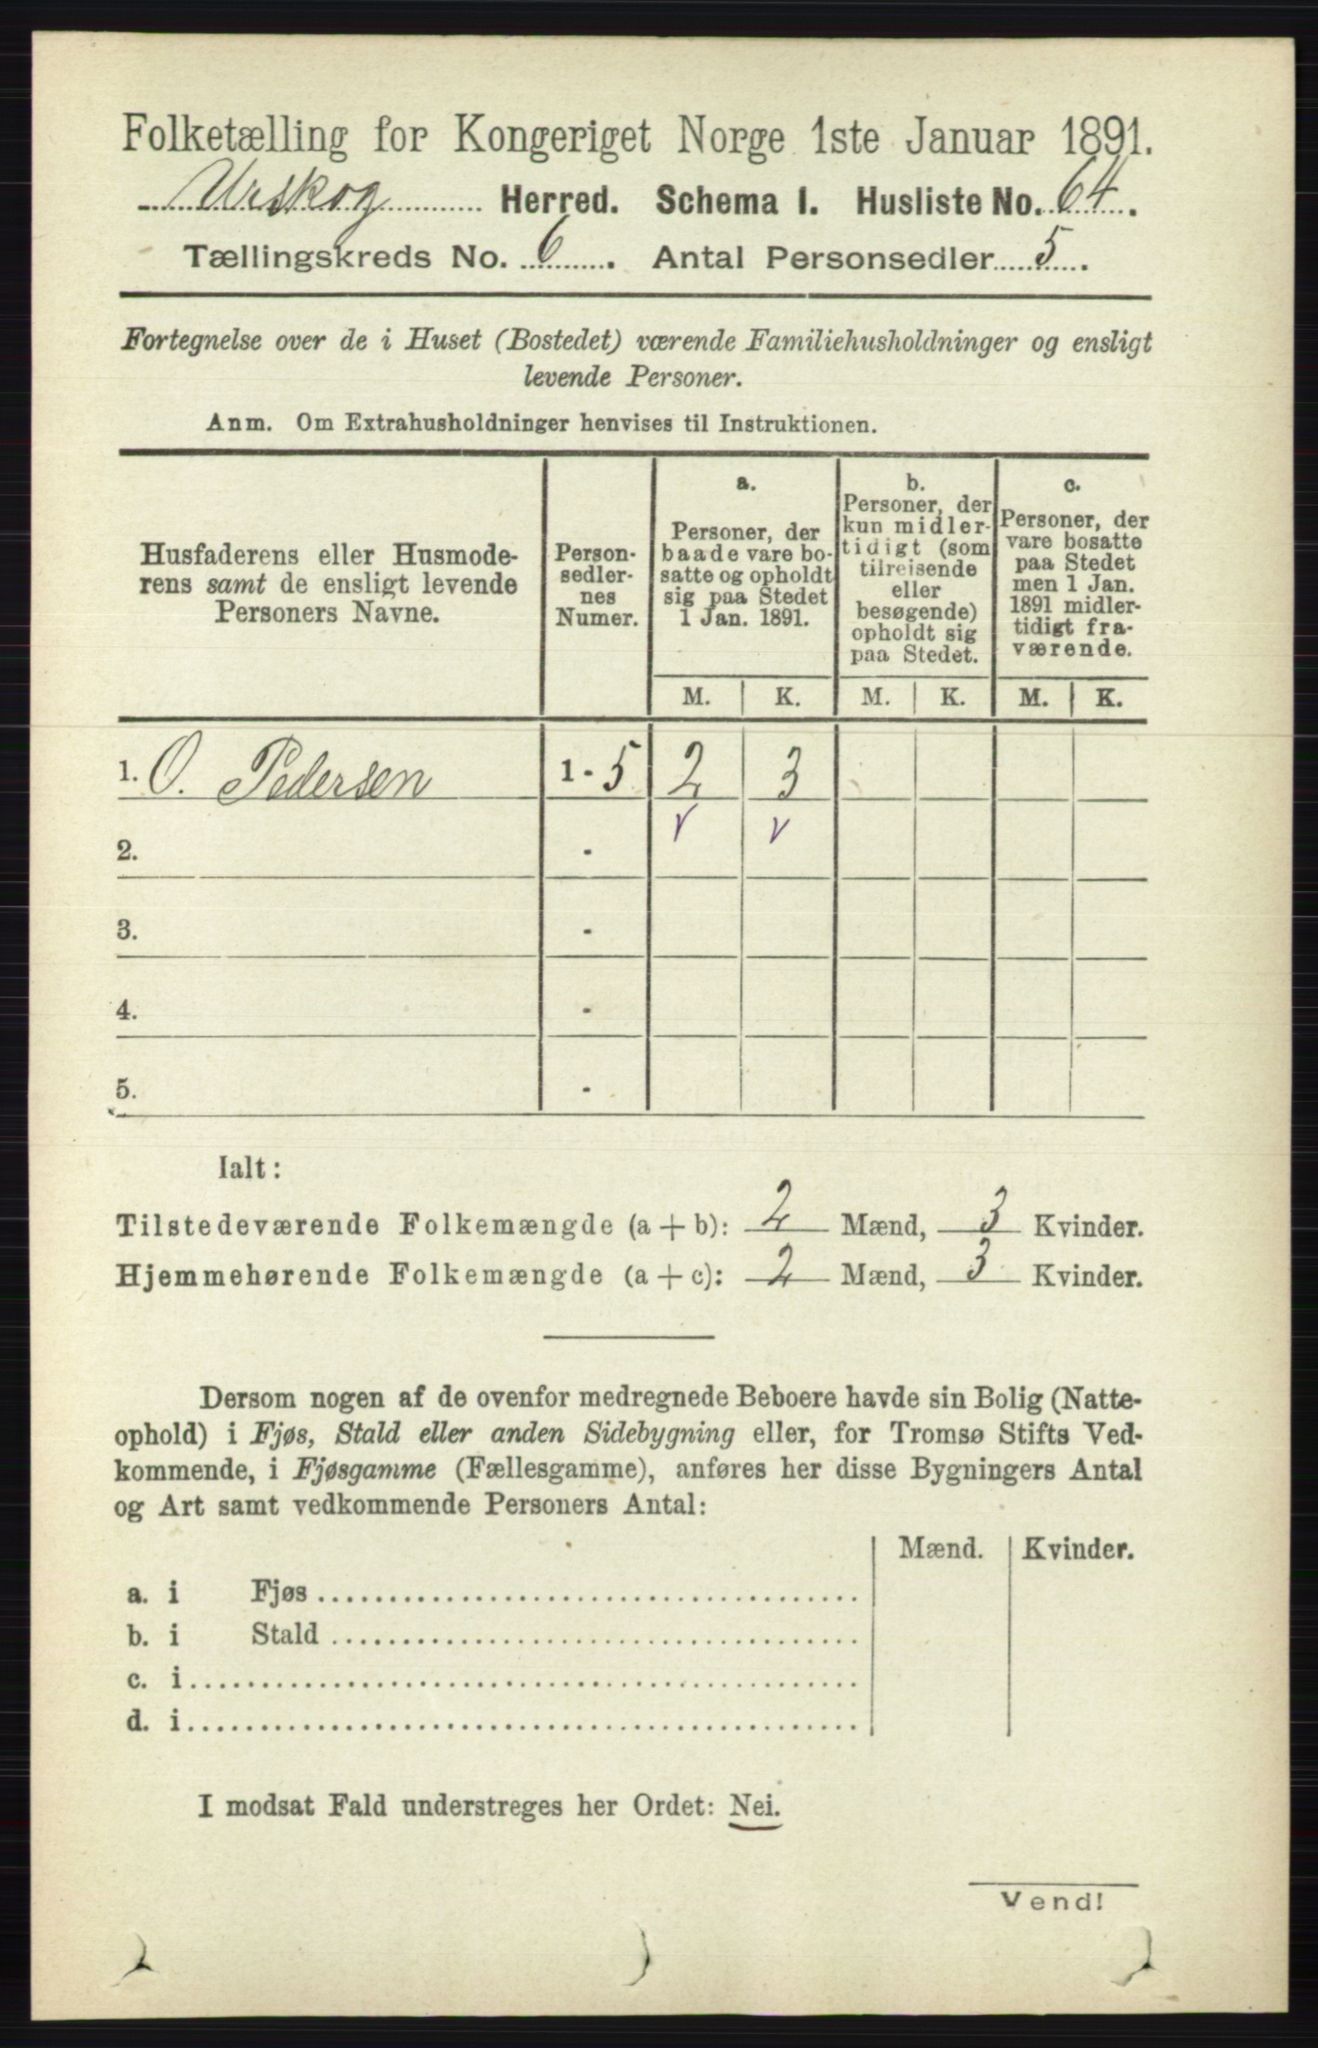 Folketælling for Kongeriget Norge 1ste Januar 1891.
Urskog Herred. Schema I. Husliste No. 64.
Tællingskreds No. 6. Antal Personsedler 5.
Fortegnelse over de i Huset (Bostedet) værende Familiehusholdninger og ensligt
levende Personer.
Anm. Om Extrahusholdninger henvises til Instruktionen.
Husfaderens eller Husmode-
rens samt de ensligt levende
Personers Navne.
Person-
sedler-
nes
Numer.
a.
Personer, der
baade vare bo-
satte og opholdt
sig paa Stedet
1 Jan. 1891.
b.
Personer, der
kun midler-
tidigt (som
tilreisende
eller
besøgende)
opholdt sig
paa Stedet.
c.
Personer, der
vare bosatte
paa Stedet
men 1 Jan.
1891 midler-
tidigt fra-
værende.
M. K. M. K. M. K.
1. O. Pedersen 1 - 5 2 3
v v
2. -
3. -
4. -
5. -
Ialt:
Tilstedeværende Folkemængde (a + b): 2 Mænd, 3 Kvinder.
Hjemmehørende Folkemængde (a + c): 2 Mænd, 3 Kvinder.
Dersom nogen af de ovenfor medregnede Beboere havde sin Bolig (Natte-
ophold) i Fjøs, Stald eller anden Sidebygning eller, for Tromsø Stifts Ved-
kommende, i Fjøsgamme (Fællesgamme), anføres her disse Bygningers Antal
og Art samt vedkommende Personers Antal:
Mænd. Kvinder.
a. i Fjøs
b. i Stald
c. i
d. i
I modsat Fald understreges her Ordet: Nei.
Vend!